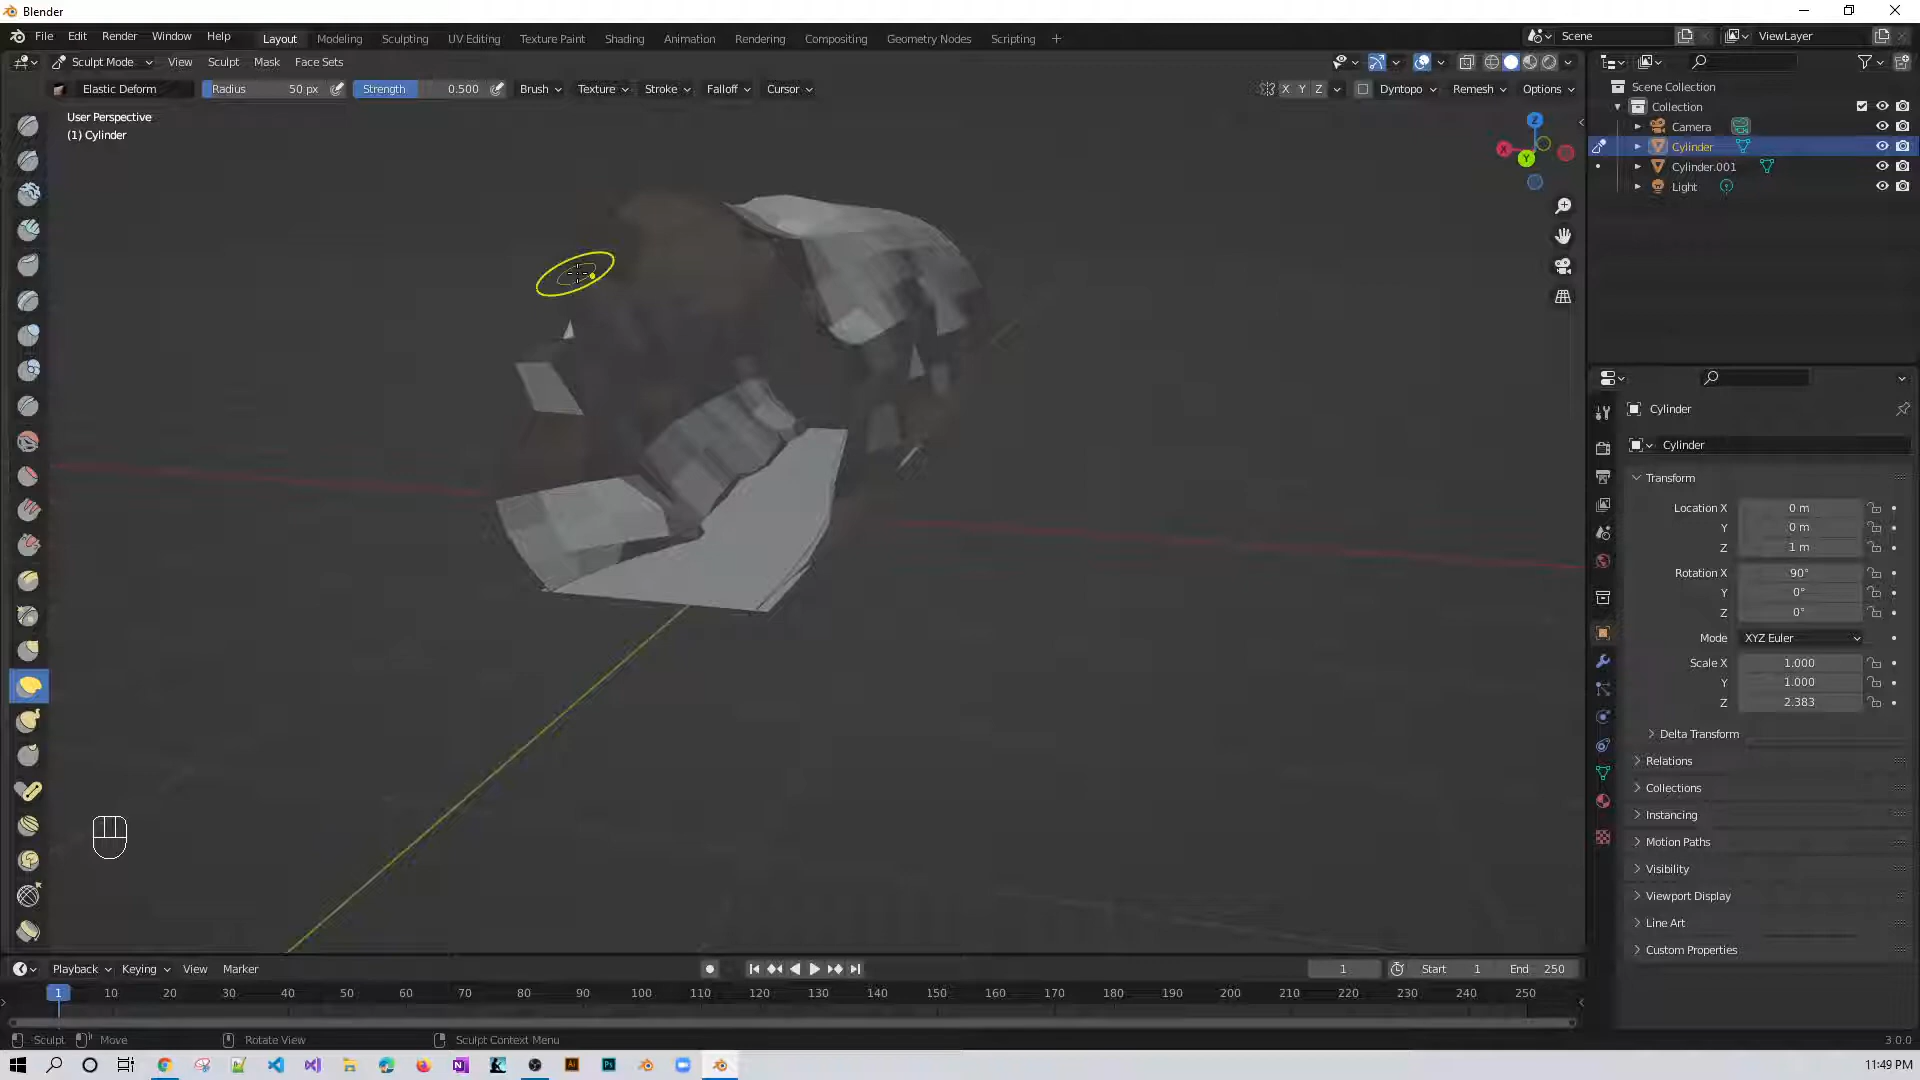 Blender
File Edit Render Window Help
Layout Modeling Sculpting UV Editing Texture Paint Shading Animation Rendering Compositing Geometry Nodes Scripting +
Scene
ViewLayer
Sculpt Mode View Sculpt Mask Face Sets
Elastic Deform Radius 50 px Strength 0.500 Brush Texture Stroke Falloff Cursor
X Y Z Dyntopo Remesh Options
User Perspective
(1) Cylinder
Z
X
Y
Scene Collection
Collection
Camera
Cylinder
Cylinder.001
Light
Cylinder
Cylinder
Transform
Location X 0 m
Y 0 m
Z 1 m
Rotation X 90°
Y 0°
Z 0°
Mode XYZ Euler
Scale X 1.000
Y 1.000
Z 2.383
Delta Transform
Relations
Collections
Instancing
Motion Paths
Visibility
Viewport Display
Line Art
Custom Properties
Playback Keying View Marker
1 Start 1 End 250
1 10 20 30 40 50 60 70 80 90 100 110 120 130 140 150 160 170 180 190 200 210 220 230 240 250
Sculpt Move Rotate View Sculpt Context Menu
3.0.0
11:49 PM